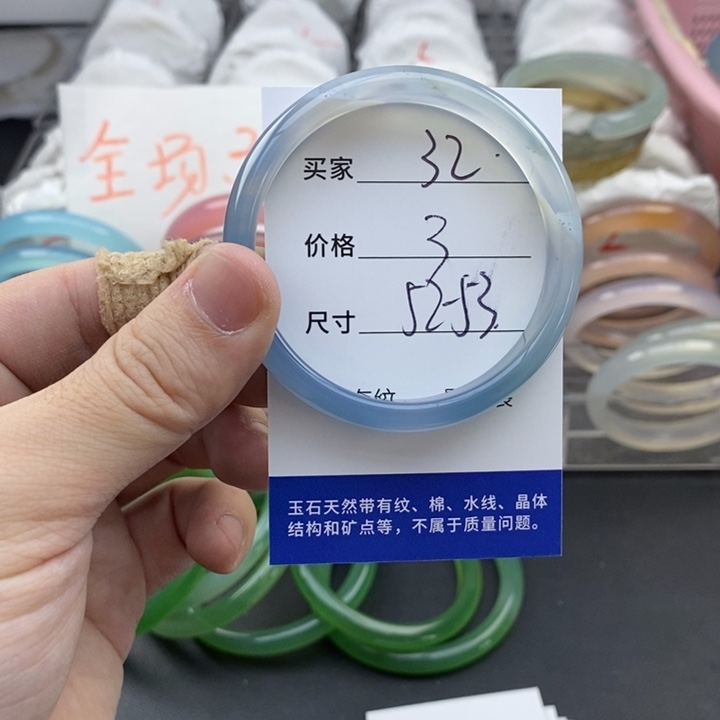 全场
买家 32.
价格 3
尺寸 52-53.
玉石天然带有纹、棉、水线、晶体
结构和矿点等，不属于质量问题。